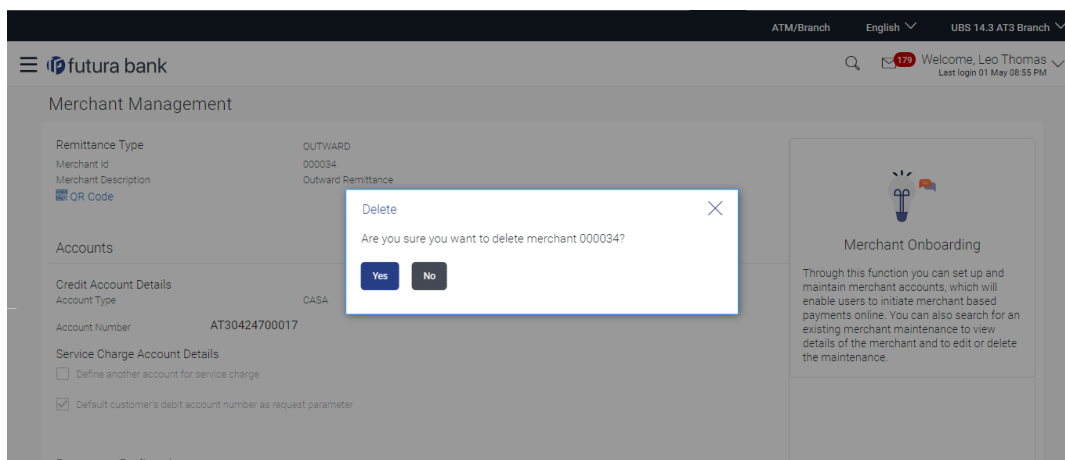 ATM/Branch English UBS 14.3 AT3 Branch
futura bank 179 Welcome, Leo Thomas
Last login 01 May 08:55 PM
Merchant Management
Remittance Type OUTWARD
Merchant Id 000034
Merchant Description Outward Remittance
QR Code
Delete
Are you sure you want to delete merchant 000034?
Yes No
Accounts
Credit Account Details
Account Type CASA
Account Number AT30424700017
Service Charge Account Details
Define another account for service charge
Default customer's debit account number as request parameter
Merchant Onboarding
Through this function you can set up and
maintain merchant accounts, which will
enable users to initiate merchant based
payments online. You can also search for an
existing merchant maintenance to view
details of the merchant and to edit or delete
the maintenance.